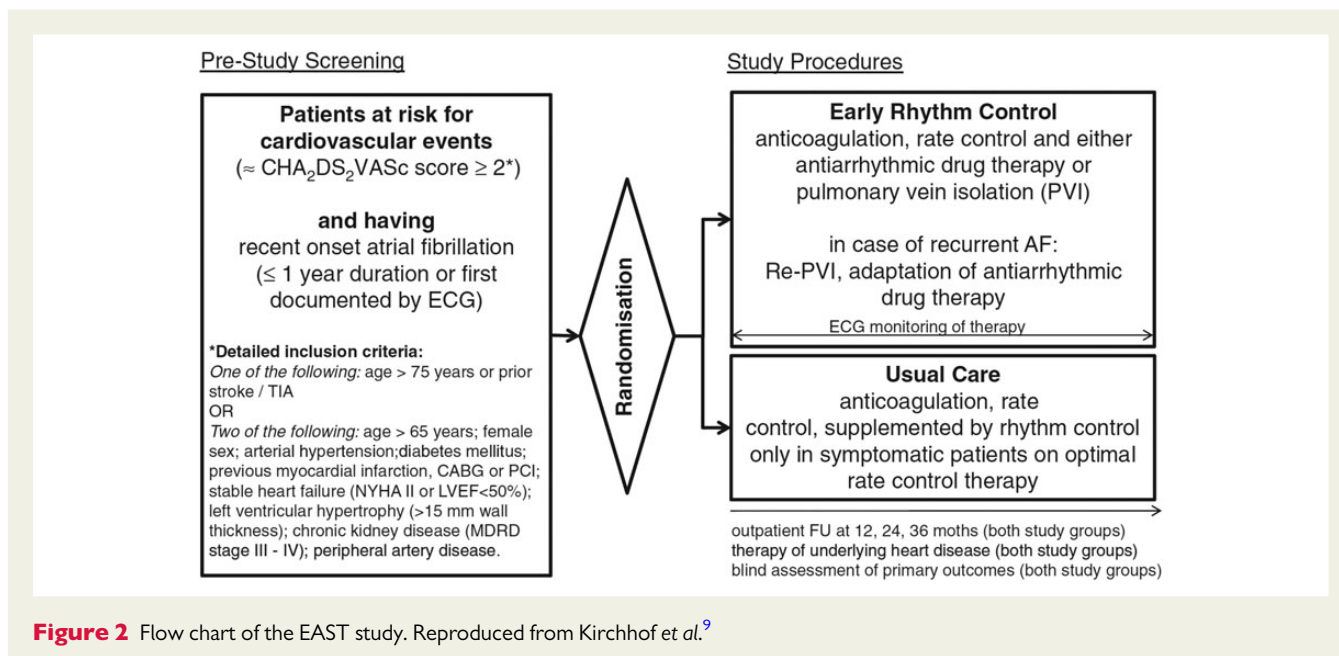 Pre-Study Screening
Patients at risk for
cardiovascular events
(≈ CHA₂DS₂VASc score ≥ 2*)
and having
recent onset atrial fibrillation
(≤ 1 year duration or first
documented by ECG)
*Detailed inclusion criteria:
One of the following: age > 75 years or prior
stroke / TIA
OR
Two of the following: age > 65 years; female
sex; arterial hypertension;diabetes mellitus;
previous myocardial infarction, CABG or PCI;
stable heart failure (NYHA II or LVEF<50%);
left ventricular hypertrophy (>15 mm wall
thickness); chronic kidney disease (MDRD
stage III - IV); peripheral artery disease.
Randomisation
Study Procedures
Early Rhythm Control
anticoagulation, rate control and either
antiarrhythmic drug therapy or
pulmonary vein isolation (PVI)
in case of recurrent AF:
Re-PVI, adaptation of antiarrhythmic
drug therapy
ECG monitoring of therapy
Usual Care
anticoagulation, rate
control, supplemented by rhythm control
only in symptomatic patients on optimal
rate control therapy
outpatient FU at 12, 24, 36 moths (both study groups)
therapy of underlying heart disease (both study groups)
blind assessment of primary outcomes (both study groups)
Figure 2 Flow chart of the EAST study. Reproduced from Kirchhof et al.⁹